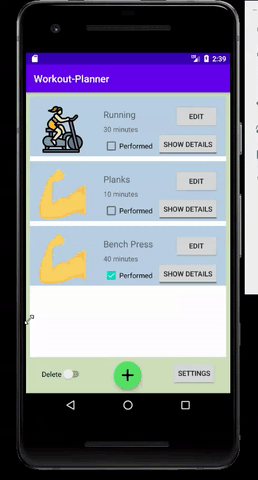 2:39
Workout-Planner
Running
EDIT
30 minutes
Performed
SHOW DETAILS
Planks
EDIT
10 minutes
Performed
SHOW DETAILS
Bench Press
EDIT
40 minutes
Performed
SHOW DETAILS
Delete
+
SETTINGS